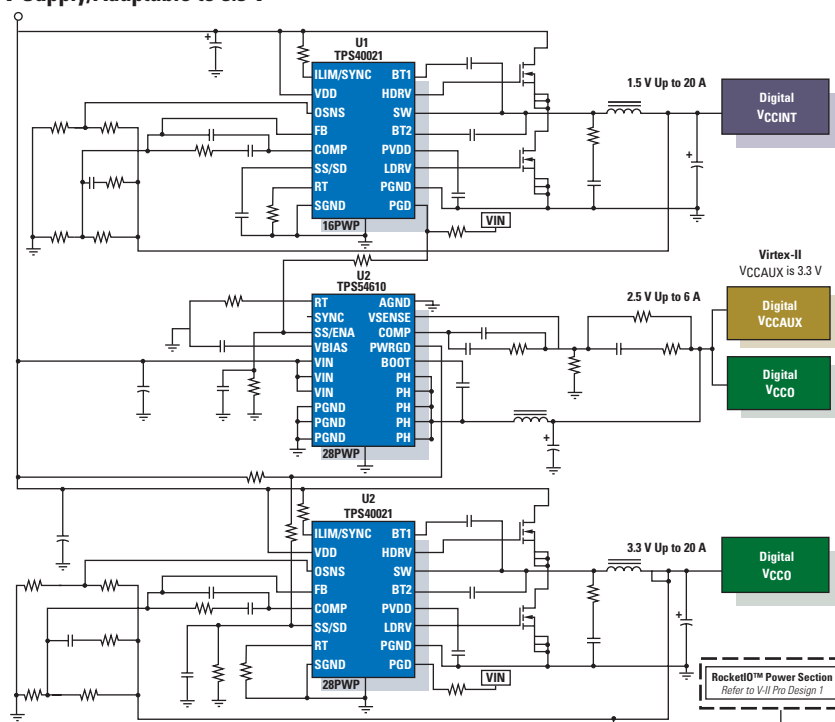 U1
TPS40021
ILIM/SYNC BT1
VDD HDRV
OSNS SW
FB BT2
COMP PVDD
SS/SD LDRV
RT PGND
SGND PGD
16PWP
VIN
1.5 V Up to 20 A
Digital
VCCINT
U2
TPS54610
RT AGND
SYNC VSENSE
SS/ENA COMP
VBIAS PWRGD
VIN BOOT
VIN PH
VIN PH
PGND PH
PGND PH
PGND PH
28PWP
2.5 V Up to 6 A
Virtex-II
VCCAUX is 3.3 V
Digital
VCCAUX
Digital
VCCO
U2
TPS40021
ILIM/SYNC BT1
VDD HDRV
OSNS SW
FB BT2
COMP PVDD
SS/SD LDRV
RT PGND
SGND PGD
28PWP
VIN
3.3 V Up to 20 A
Digital
VCCO
RocketIO™ Power Section
Refer to V-II Pro Design 1